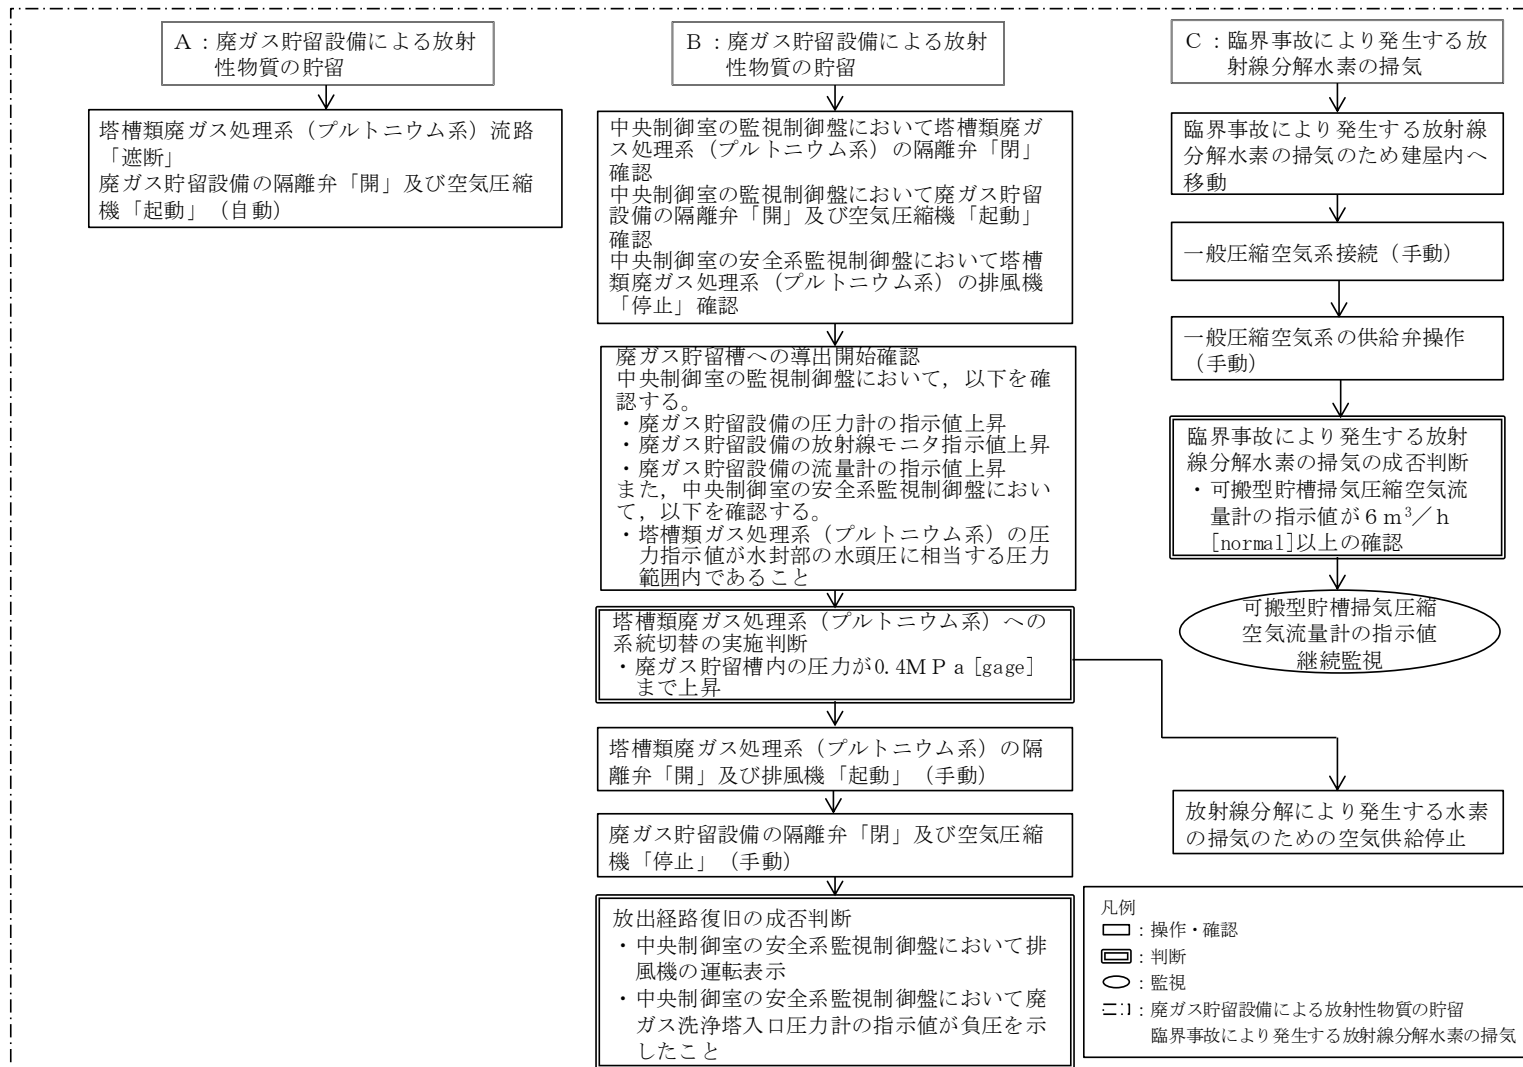 A：廃ガス貯留設備による放射
性物質の貯留
塔槽類廃ガス処理系（プルトニウム系）流路
「遮断」
廃ガス貯留設備の隔離弁「開」及び空気圧縮
機「起動」（自動）
B：廃ガス貯留設備による放射
性物質の貯留
中央制御室の監視制御盤において塔槽類廃ガ
ス処理系（プルトニウム系）の隔離弁「閉」
確認
中央制御室の監視制御盤において廃ガス貯留
設備の隔離弁「開」及び空気圧縮機「起動」
確認
中央制御室の安全系監視制御盤において塔槽
類廃ガス処理系（プルトニウム系）の排風機
「停止」確認
廃ガス貯留槽への導出開始確認
中央制御室の監視制御盤において，以下を確
認する。
・廃ガス貯留設備の圧力計の指示値上昇
・廃ガス貯留設備の放射線モニタ指示値上昇
・廃ガス貯留設備の流量計の指示値上昇
また，中央制御室の安全系監視制御盤におい
て，以下を確認する。
・塔槽類ガス処理系（プルトニウム系）の圧
力指示値が水封部の水頭圧に相当する圧力
範囲内であること
塔槽類廃ガス処理系（プルトニウム系）への
系統切替の実施判断
・廃ガス貯留槽内の圧力が0.4MPa[gage]
まで上昇
塔槽類廃ガス処理系（プルトニウム系）の隔
離弁「開」及び排風機「起動」（手動）
廃ガス貯留設備の隔離弁「閉」及び空気圧縮
機「停止」（手動）
放出経路復旧の成否判断
・中央制御室の安全系監視制御盤において排
風機の運転表示
・中央制御室の安全系監視制御盤において廃
ガス洗浄塔入口圧力計の指示値が負圧を示
したこと
C：臨界事故により発生する放
射線分解水素の掃気
臨界事故により発生する放射線
分解水素の掃気のため建屋内へ
移動
一般圧縮空気系接続（手動）
一般圧縮空気系の供給弁操作
（手動）
臨界事故により発生する放射
線分解水素の掃気の成否判断
・可搬型貯槽掃気圧縮空気流
量計の指示値が6m³／h
[normal]以上の確認
可搬型貯槽掃気圧縮
空気流量計の指示値
継続監視
放射線分解により発生する水素
の掃気のための空気供給停止
凡例
：操作・確認
：判断
：監視
：廃ガス貯留設備による放射性物質の貯留
臨界事故により発生する放射線分解水素の掃気